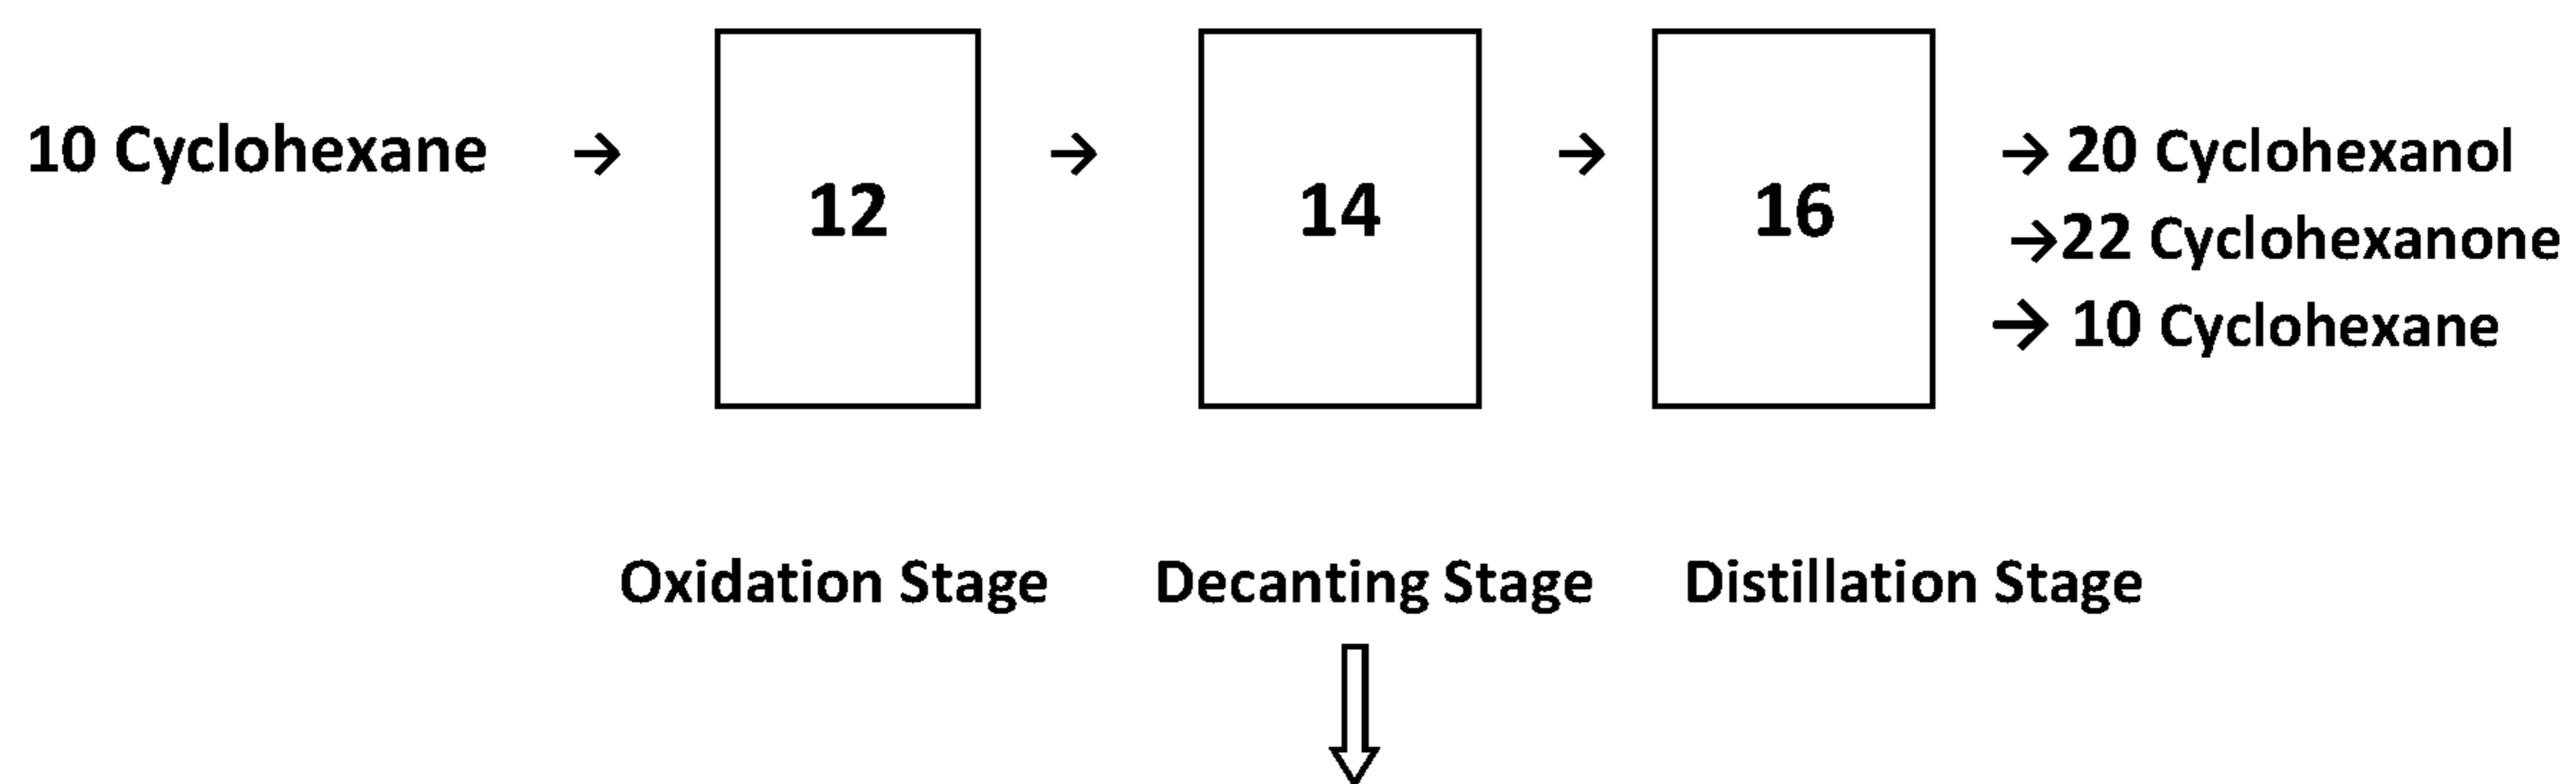 10 Cyclohexane → 12 → 14 → 16 → 20 Cyclohexanol
→22 Cyclohexanone
→ 10 Cyclohexane
Oxidation Stage Decanting Stage Distillation Stage